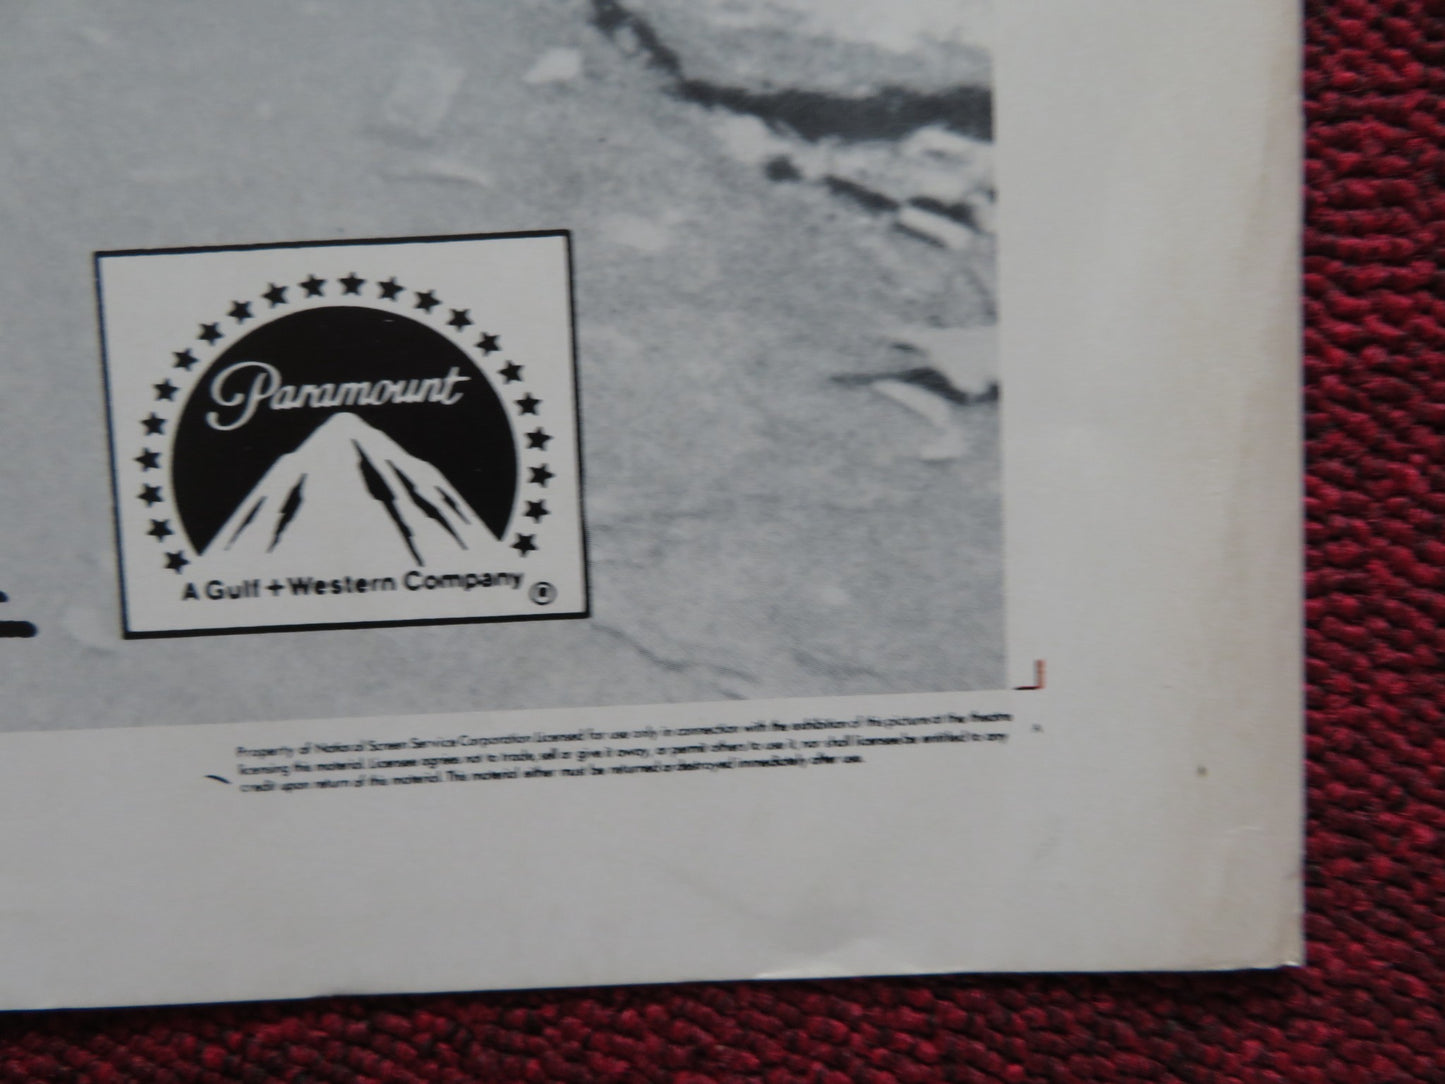 Paramount
A Gulf + Western Company ®
Property of National Screen Service Corporation Licensed for use only in connection with the exhibition of this picture at the theatre
licensing this material. Licensee agrees not to trade, sell or give it away, or permit others to use it, nor shall licensee be entitled to any
credit upon return of this material. This material either must be returned or destroyed immediately after use.